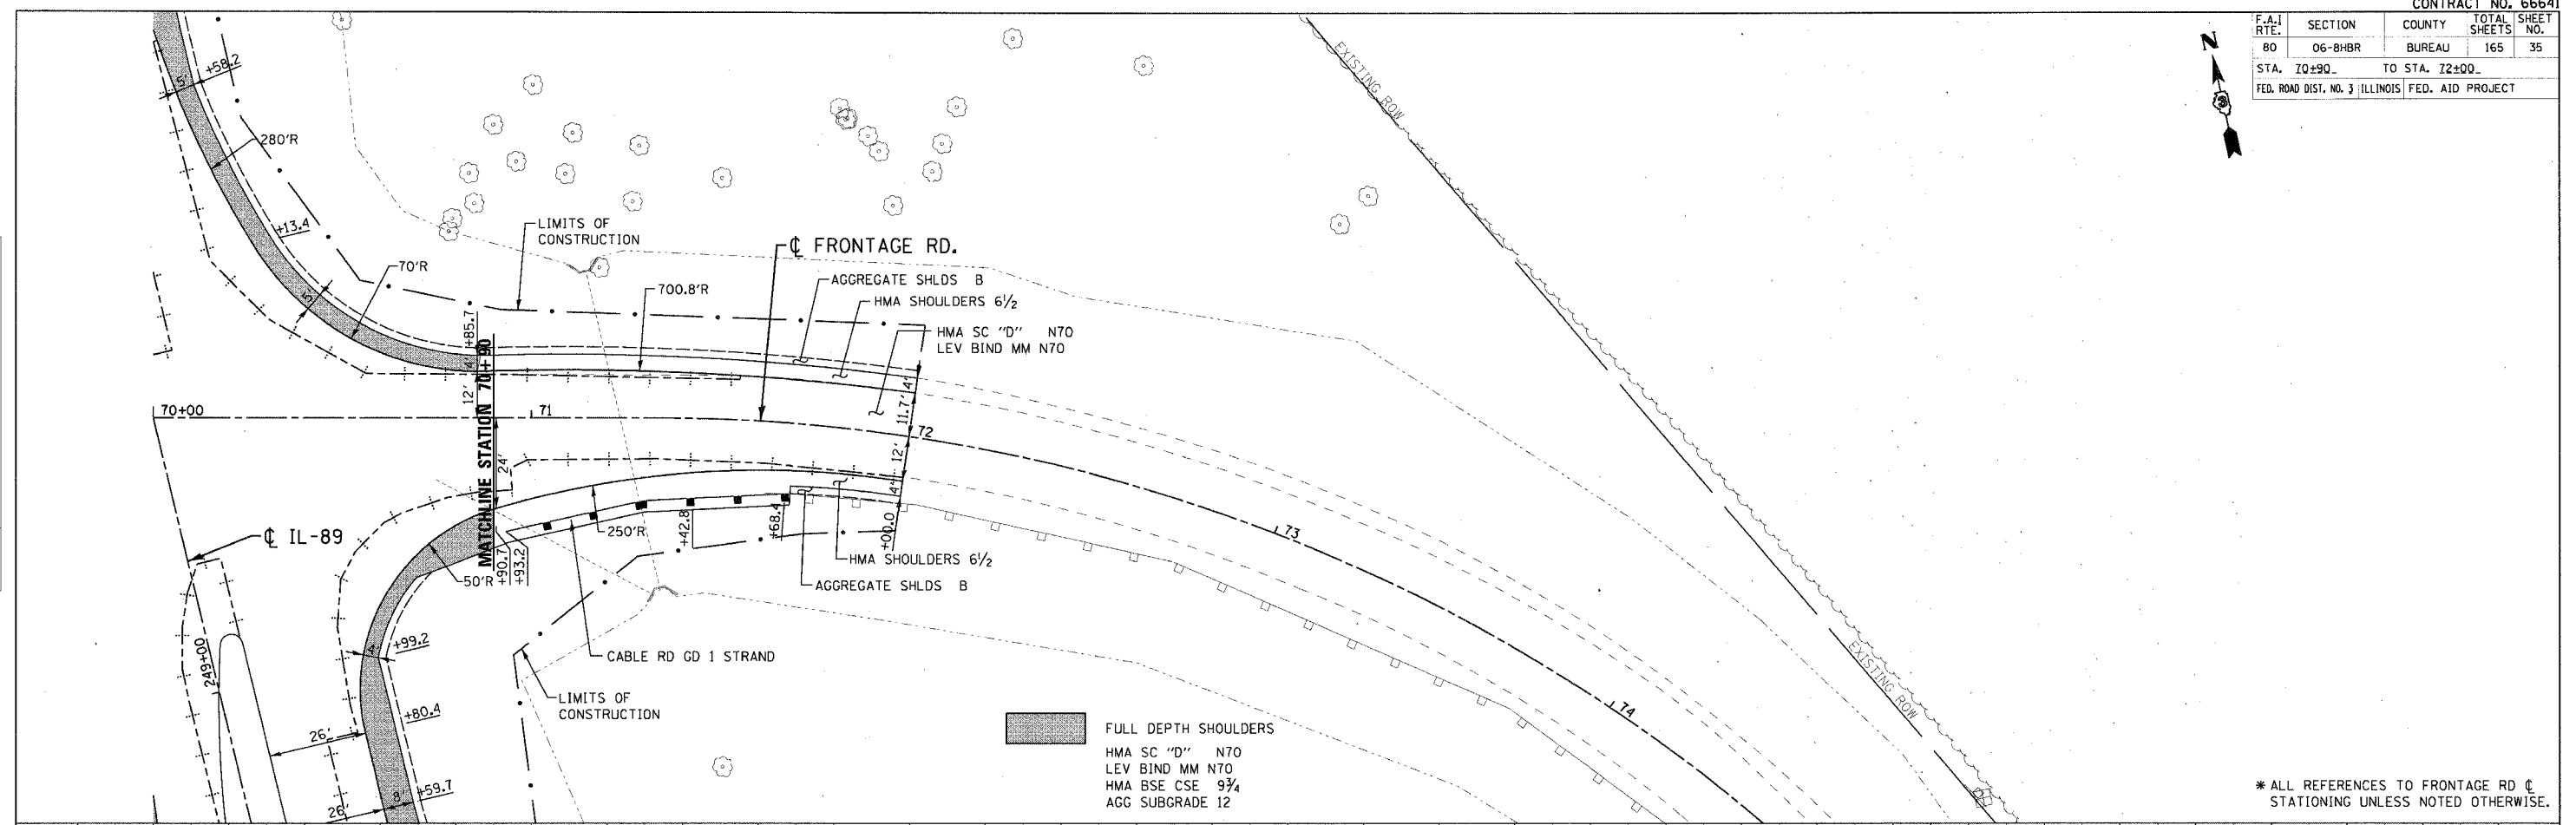 CONTRACT NO. 66641
F.A.I RTE. SECTION COUNTY TOTAL SHEETS SHEET NO.
80 06-8HBR BUREAU 165 35
STA. 70+90 TO STA. 72+00
FED. ROAD DIST. NO. 3 ILLINOIS FED. AID PROJECT
N
3
EXISTING ROW
5'
+58.2
280'R
+13.4
LIMITS OF
CONSTRUCTION
℄ FRONTAGE RD.
70'R
5'
AGGREGATE SHLDS B
700.8'R
HMA SHOULDERS 6½
HMA SC "D" N70
LEV BIND MM N70
+85.7
4'
12'
MATCHLINE STATION 70+90
4'
11.7'
70+00
71
72
12'
24'
4'
73
74
℄ IL-89
50'R
+90.7
+93.2
250'R
+42.8
+68.4
+00.0
HMA SHOULDERS 6½
AGGREGATE SHLDS B
4'
+99.2
CABLE RD GD 1 STRAND
249+00
LIMITS OF
CONSTRUCTION
+80.4
26'
8'
+59.7
26'
EXISTING ROW
FULL DEPTH SHOULDERS
HMA SC "D" N70
LEV BIND MM N70
HMA BSE CSE 9¾
AGG SUBGRADE 12
* ALL REFERENCES TO FRONTAGE RD ℄
STATIONING UNLESS NOTED OTHERWISE.